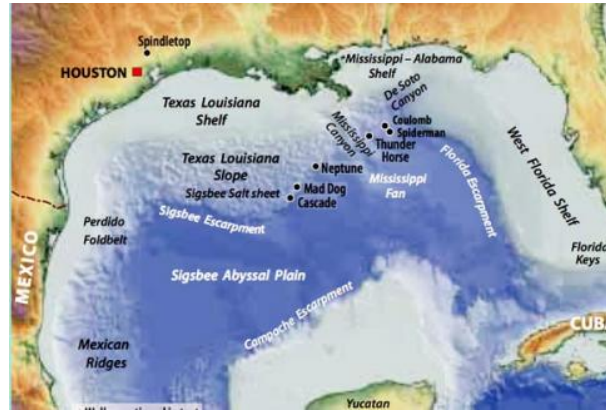 Spindletop
HOUSTON
Mississippi – Alabama
Shelf
De Soto
Canyon
Texas Louisiana
Shelf
Mississippi
Canyon
Coulomb
Spiderman
Thunder
Horse
West Florida Shelf
Texas Louisiana
Slope
Neptune
Mississippi
Fan
Florida Escarpment
Sigsbee Salt sheet
Mad Dog
Cascade
Perdido
Foldbelt
Sigsbee Escarpment
Florida
Keys
MEXICO
Sigsbee Abyssal Plain
Campache Escarpment
CUB
Mexican
Ridges
Yucatan